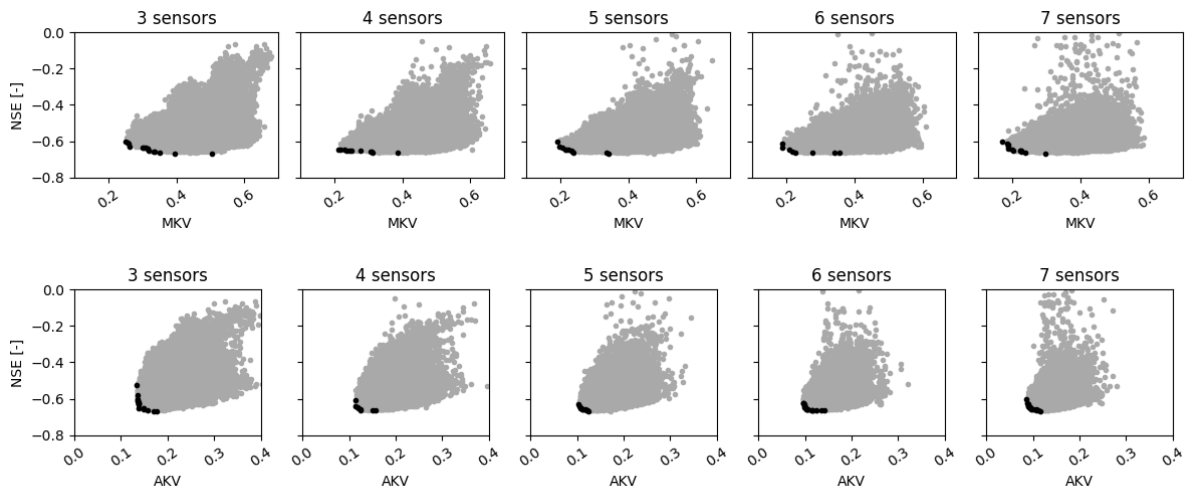 3 sensors 4 sensors 5 sensors 6 sensors 7 sensors
0.0
−0.2
−0.4
−0.6
−0.8
NSE [-]
0.2 0.4 0.6 0.2 0.4 0.6 0.2 0.4 0.6 0.2 0.4 0.6 0.2 0.4 0.6
MKV MKV MKV MKV MKV
3 sensors 4 sensors 5 sensors 6 sensors 7 sensors
0.0
−0.2
−0.4
−0.6
−0.8
NSE [-]
0.0 0.1 0.2 0.3 0.4 0.0 0.1 0.2 0.3 0.4 0.0 0.1 0.2 0.3 0.4 0.0 0.1 0.2 0.3 0.4 0.0 0.1 0.2 0.3 0.4
AKV AKV AKV AKV AKV